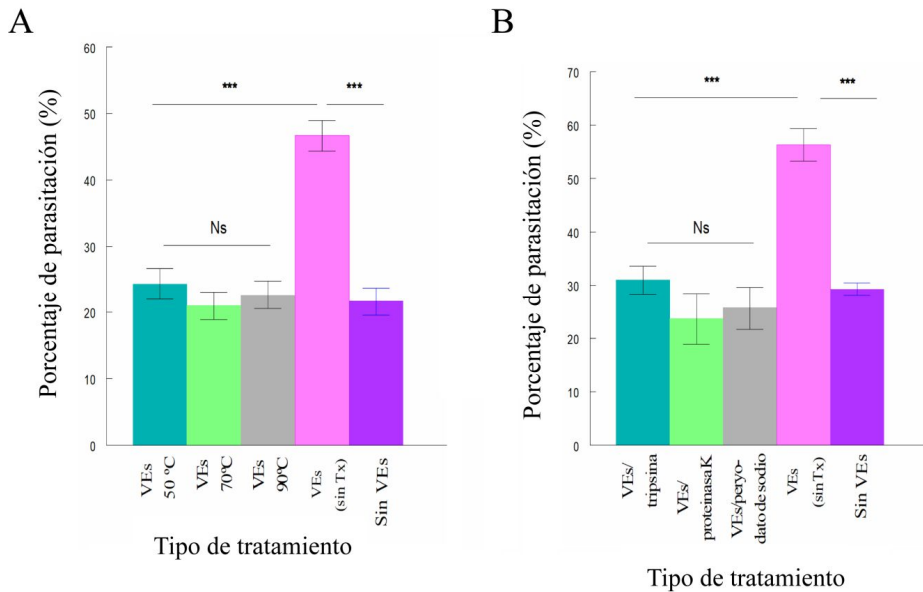 A
Porcentaje de parasitación (%)
60
50
40
30
20
10
0
***
***
Ns
VEs
50 ºC
VEs
70ºC
VEs
90ºC
VEs
(sin Tx)
Sin VEs
Tipo de tratamiento
B
Porcentaje de parasitación (%)
70
60
50
40
30
20
10
0
***
***
Ns
VEs/
tripsina
VEs/
proteinasa K
VEs/peryo-
dato de sodio
VEs
(sin Tx)
Sin VEs
Tipo de tratamiento